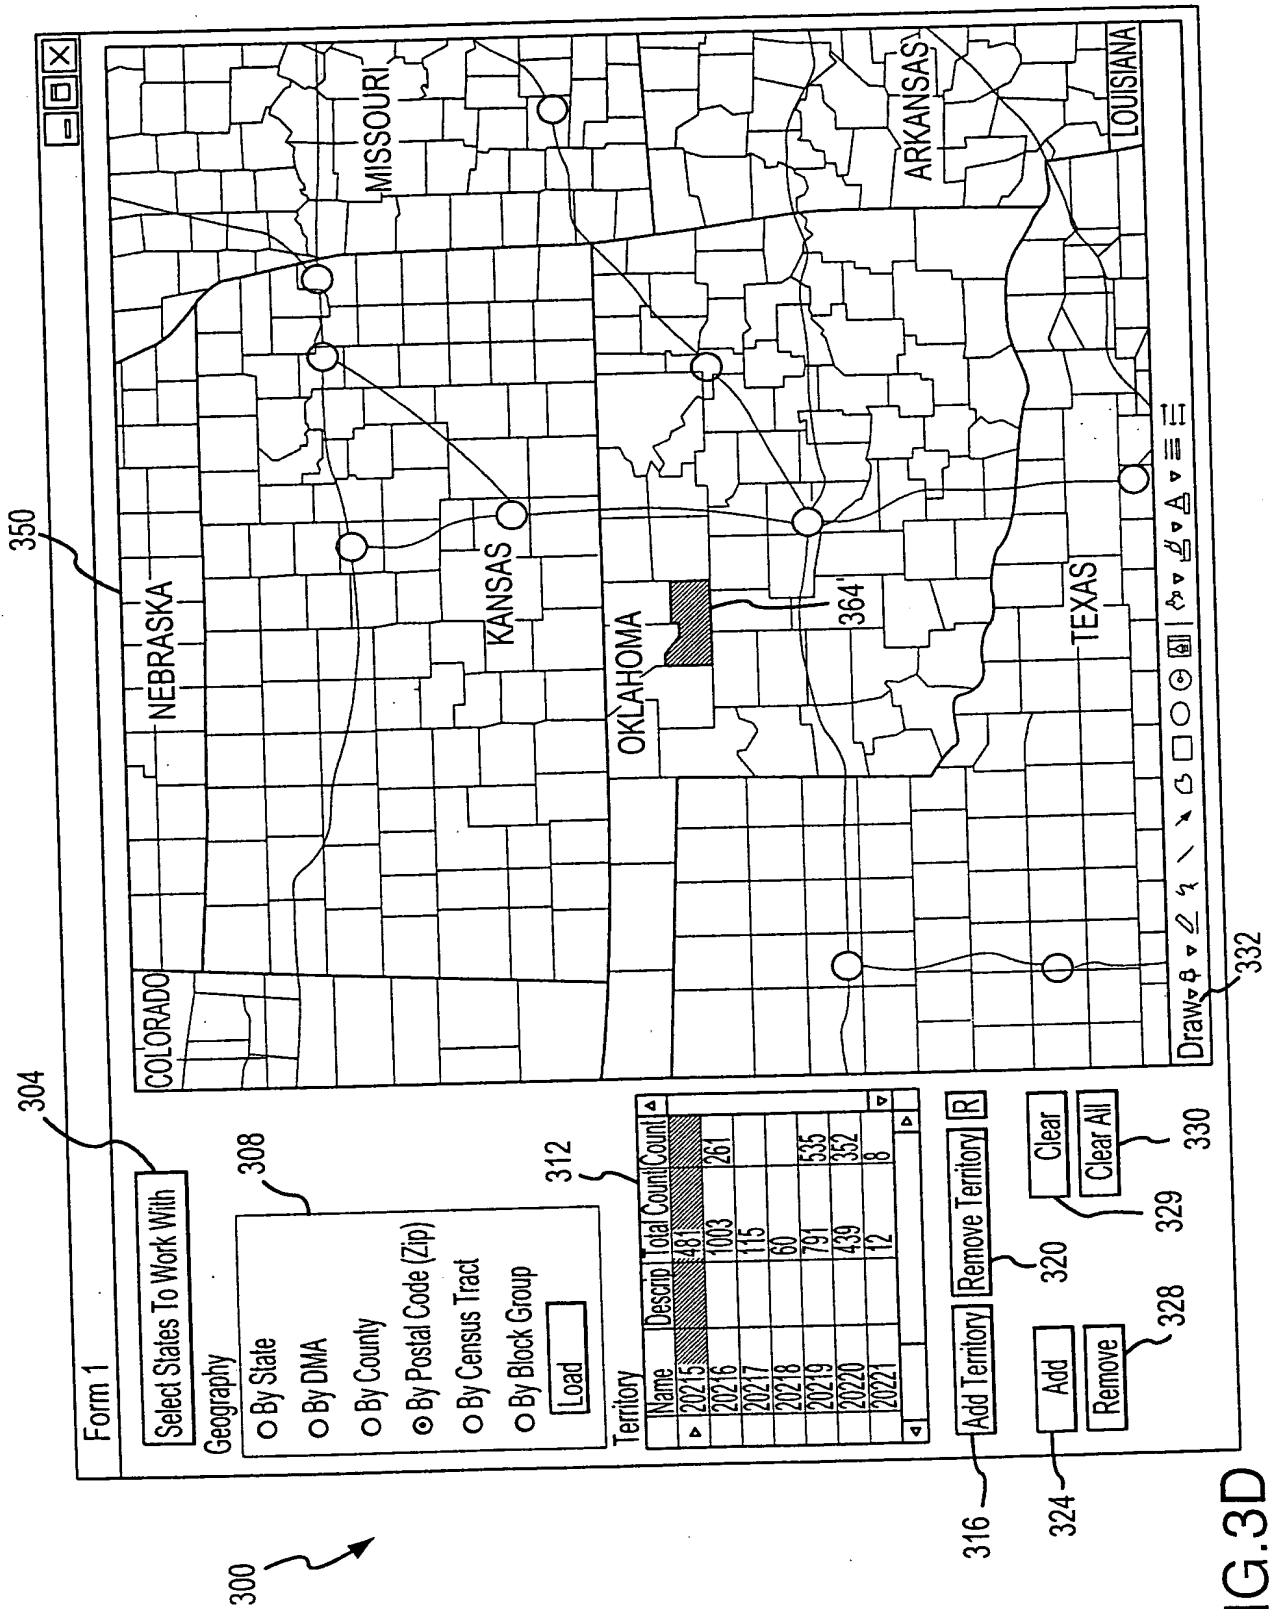 300
304
350
Form 1
Select States To Work With
Geography
By State
By DMA
By County
By Postal Code (Zip)
By Census Tract
By Block Group
Load
308
Territory
312
Name Descrip Total Count Count
20215 481
20216 1003 261
20217 115
20218 60
20219 791 535
20220 439 352
20221 12 8
Add Territory Remove Territory R
316
320
Add Clear
324
329
Remove Clear All
328
330
COLORADO
NEBRASKA
KANSAS
MISSOURI
OKLAHOMA
364'
ARKANSAS
TEXAS
LOUISIANA
Draw
A
332
IG.3D